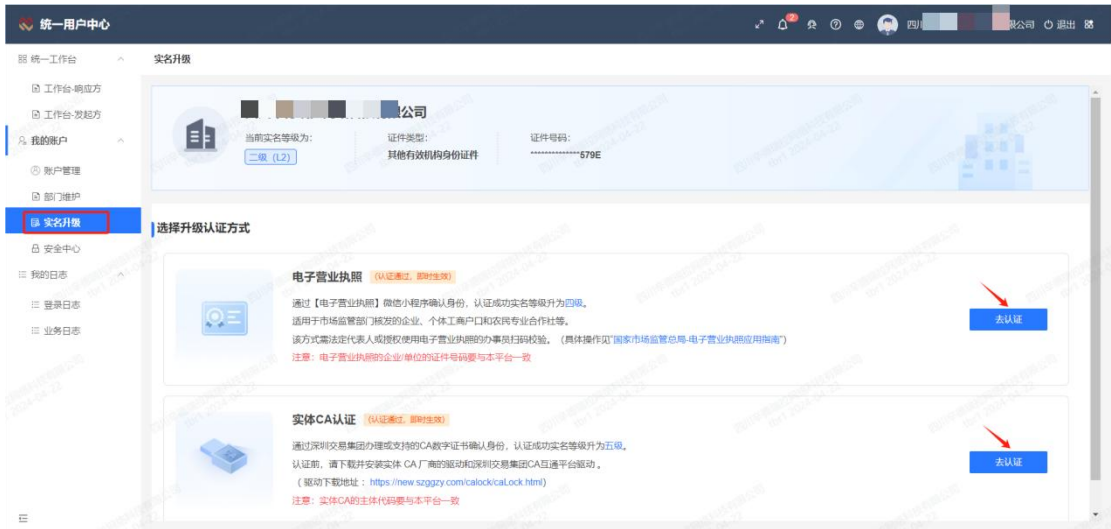 统一用户中心
2
四川
限公司
退出
统一工作台
工作台-响应方
工作台-发起方
我的账户
账户管理
部门维护
实名升级
安全中心
我的日志
登录日志
业务日志
实名升级
公司
当前实名等级为:
证件类型:
证件号码:
二级（L2）
其他有效机构身份证件
**************579E
选择升级认证方式
电子营业执照
(认证通过，即时生效)
通过【电子营业执照】微信小程序确认身份，认证成功实名等级升为四级。
适用于市场监管部门核发的企业、个体工商户口和农民专业合作社等。
该方式需法定代表人或授权使用电子营业执照的办事员扫码校验。（具体操作见"国家市场监管总局-电子营业执照应用指南"）
注意：电子营业执照的企业/单位的证件号码要与本平台一致
去认证
实体CA认证
(认证通过，即时生效)
通过深圳交易集团办理或支持的CA数字证书确认身份，认证成功实名等级升为五级。
认证前，请下载并安装实体 CA 厂商的驱动和深圳交易集团CA互通平台驱动 。
（ 驱动下载地址 ： https://new.szggzy.com/calock/caLock.html）
注意：实体CA的主体代码要与本平台一致
去认证